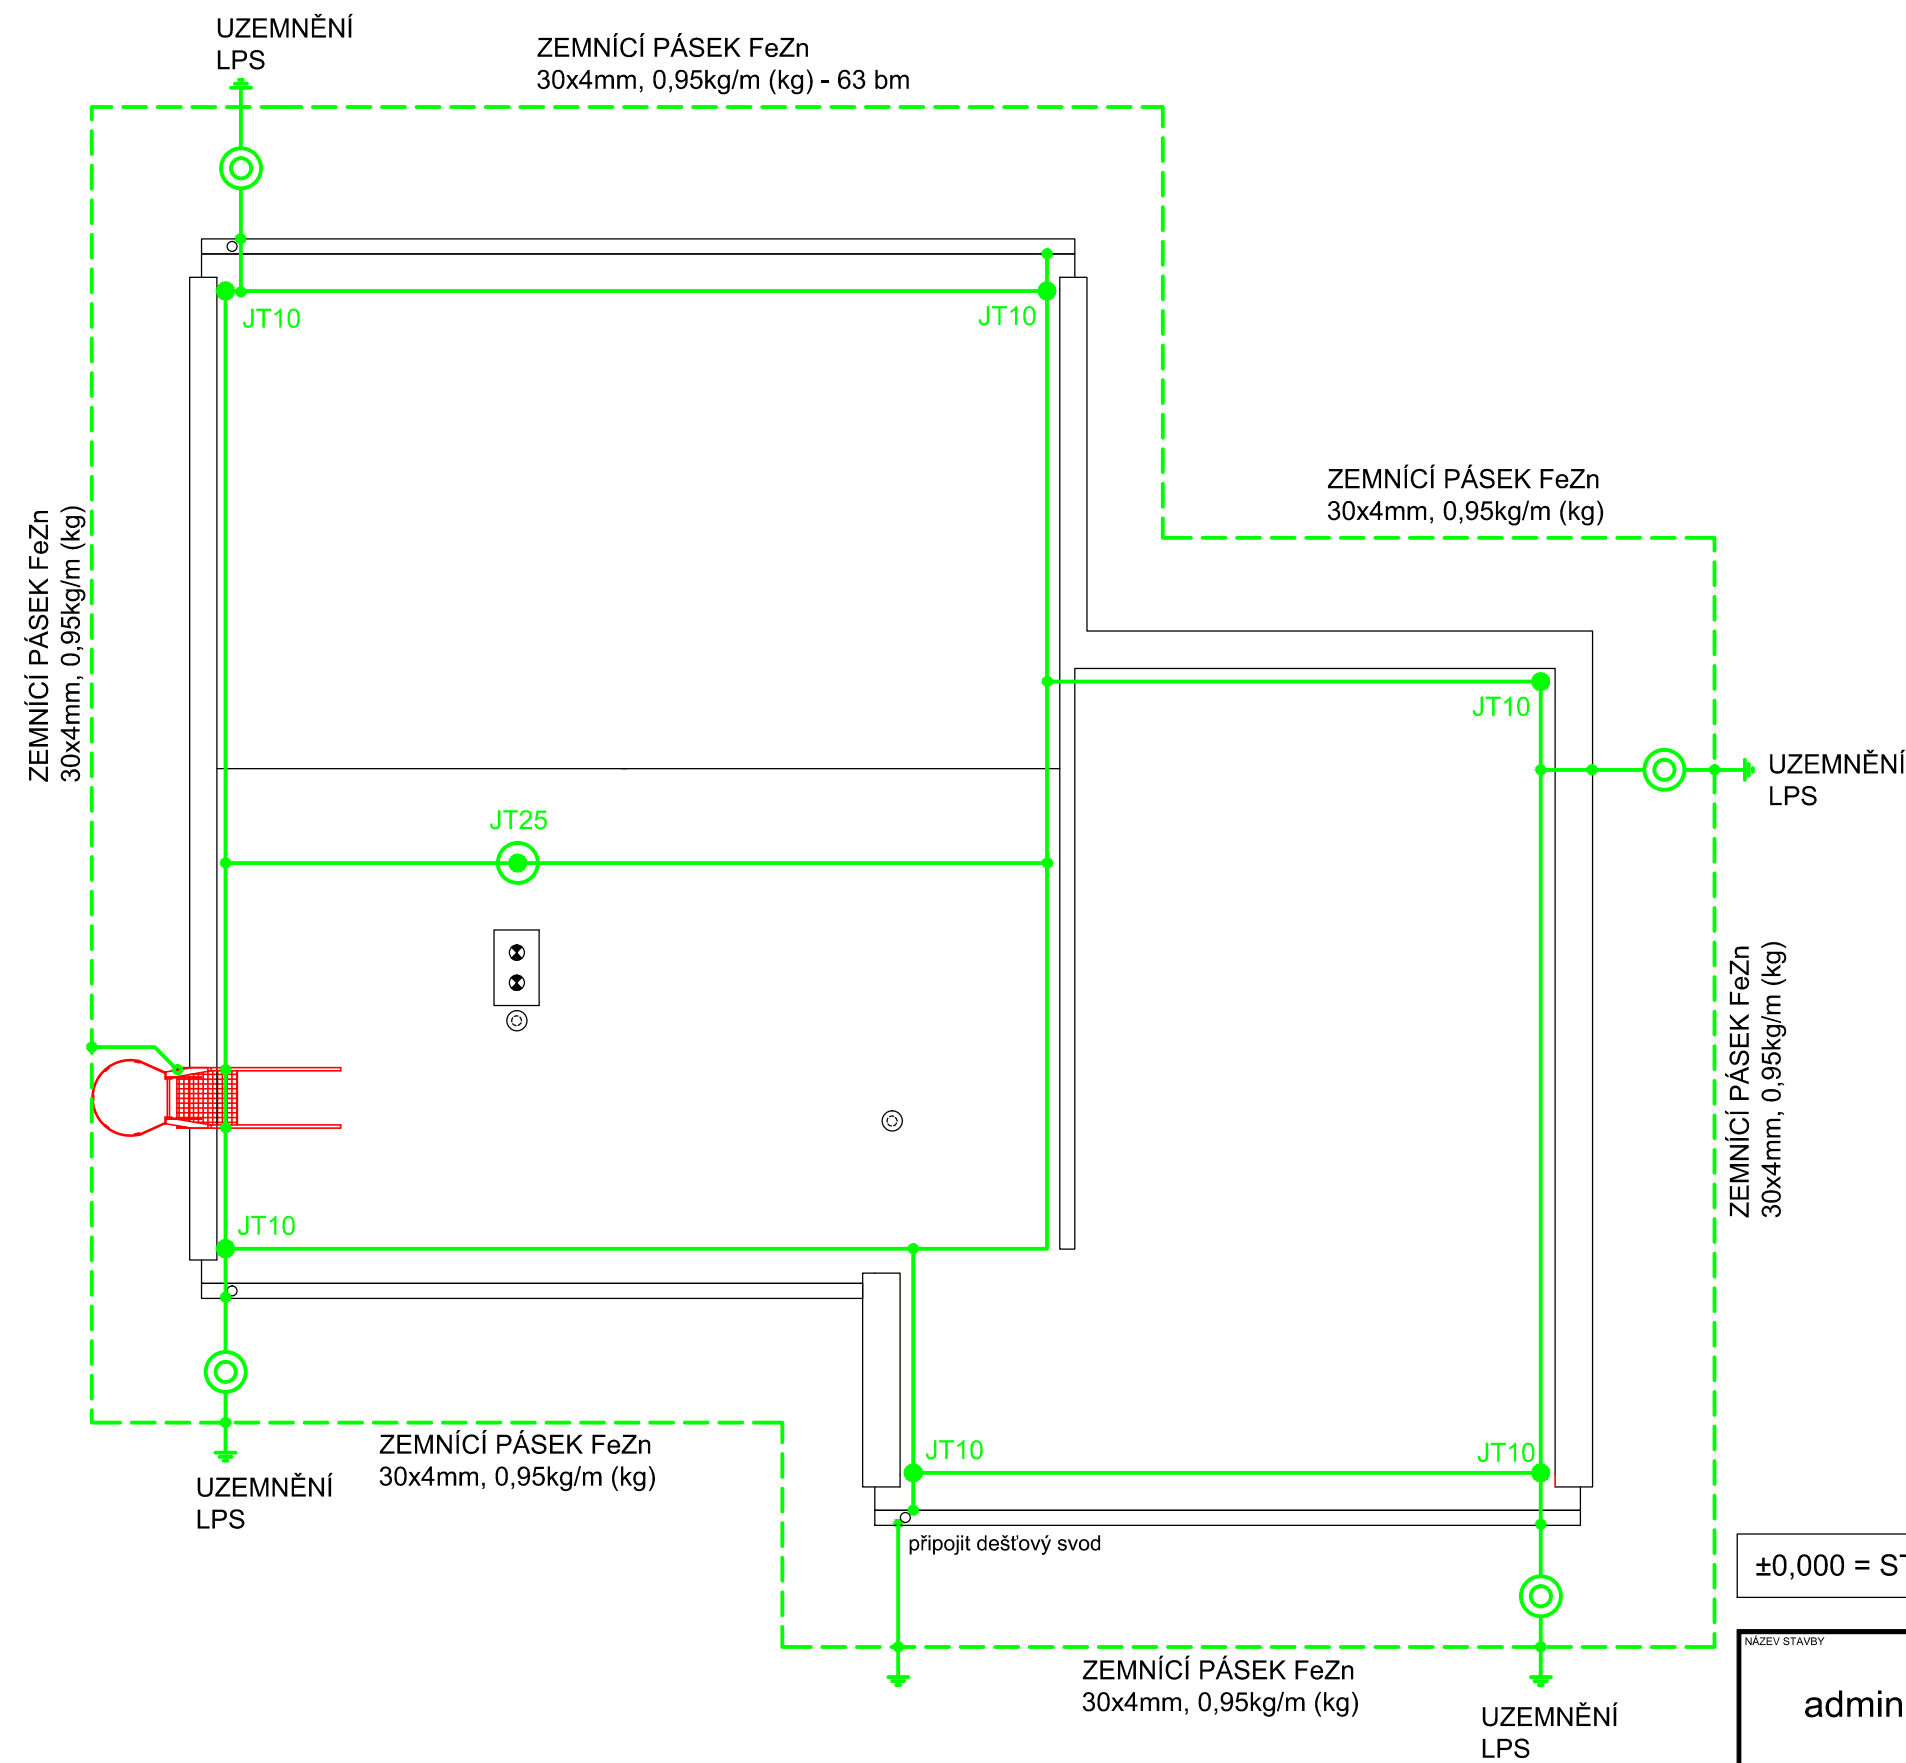 UZEMNĚNÍ
LPS
ZEMNÍCÍ PÁSEK FeZn
30x4mm, 0,95kg/m (kg) - 63 bm
JT10
JT10
ZEMNÍCÍ PÁSEK FeZn
30x4mm, 0,95kg/m (kg)
ZEMNÍCÍ PÁSEK FeZn
30x4mm, 0,95kg/m (kg)
JT10
UZEMNĚNÍ
LPS
JT25
ZEMNÍCÍ PÁSEK FeZn
30x4mm, 0,95kg/m (kg)
JT10
ZEMNÍCÍ PÁSEK FeZn
30x4mm, 0,95kg/m (kg)
JT10
JT10
UZEMNĚNÍ
LPS
připojit dešťový svod
±0,000 = ST
NÁZEV STAVBY
admin
ZEMNÍCÍ PÁSEK FeZn
30x4mm, 0,95kg/m (kg)
UZEMNĚNÍ
LPS